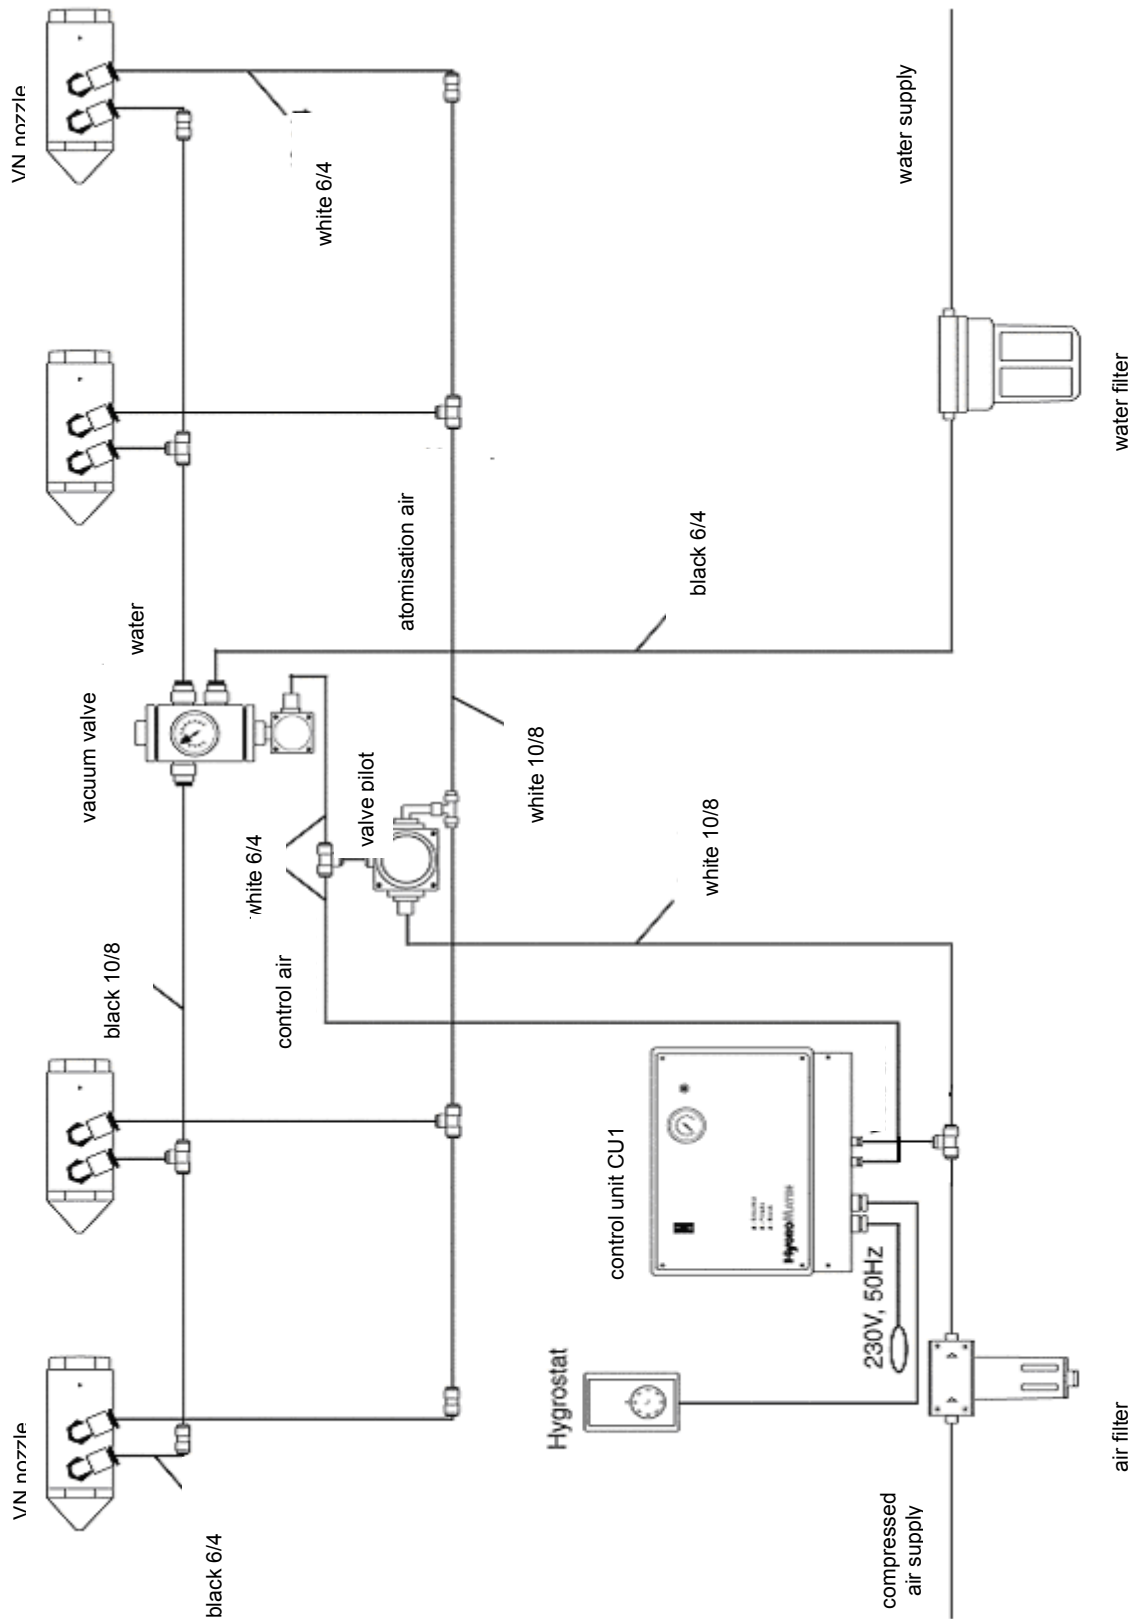 VN nozzle
VN nozzle
vacuum valve
black 10/8
water
black 6/4
white 6/4
control air
white 6/4
valve pilot
atomisation air
white 10/8
Hygrostat
control unit CU1
black 6/4
white 10/8
HygroMatik
230V, 50Hz
compressed
air supply
water supply
air filter
water filter